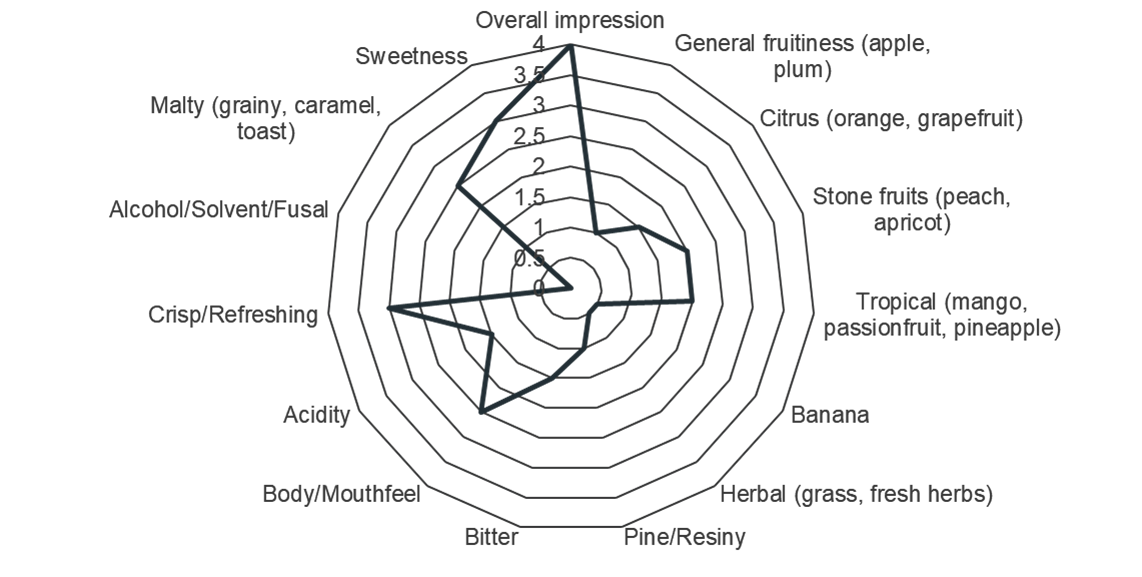 Overall impression
General fruitiness (apple,
plum)
Citrus (orange, grapefruit)
Stone fruits (peach,
apricot)
Tropical (mango,
passionfruit, pineapple)
Banana
Herbal (grass, fresh herbs)
Pine/Resiny
Bitter
Body/Mouthfeel
Acidity
Crisp/Refreshing
Alcohol/Solvent/Fusal
Malty (grainy, caramel,
toast)
Sweetness
4
3.5
3
2.5
2
1.5
1
0.5
0